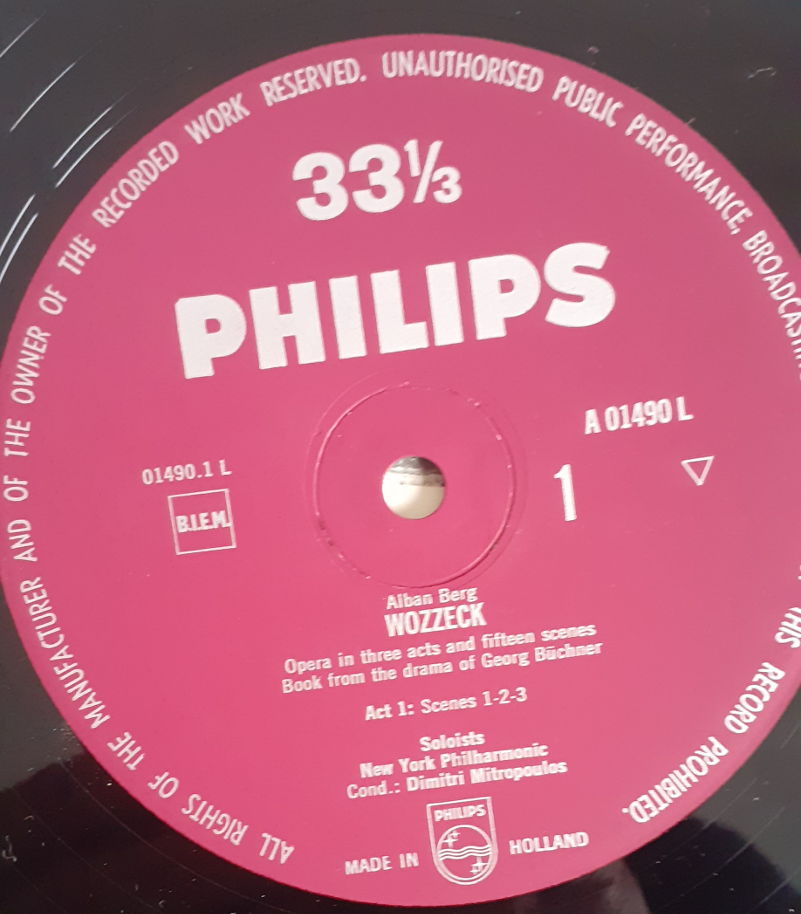 ALL RIGHTS OF THE MANUFACTURER AND OF THE OWNER OF THE RECORDED WORK RESERVED. UNAUTHORISED PUBLIC PERFORMANCE, BROADCASTING THIS RECORD PROHIBITED.
33⅓
PHILIPS
A 01490 L
01490.1 L
B.I.E.M.
1
Alban Berg
WOZZECK
Opera in three acts and fifteen scenes
Book from the drama of Georg Büchner
Act 1: Scenes 1-2-3
Soloists
New York Philharmonic
Cond.: Dimitri Mitropoulos
PHILIPS
MADE IN HOLLAND